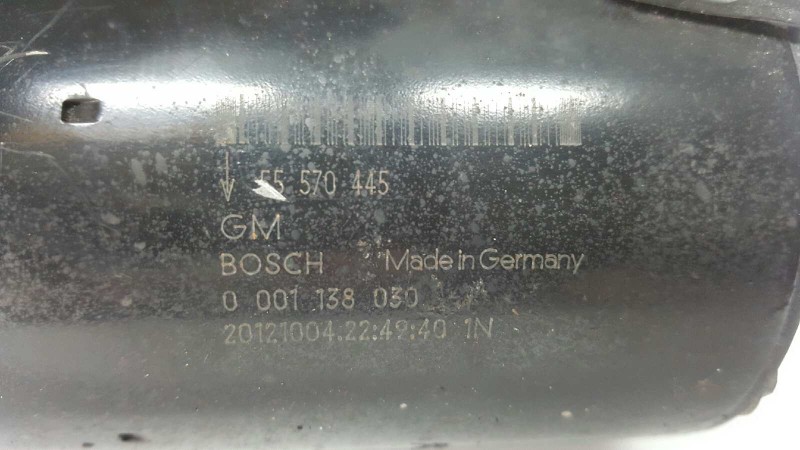 55 570 445
GM
BOSCH Made in Germany
0 001 138 030
20121004.22:49:40 1N